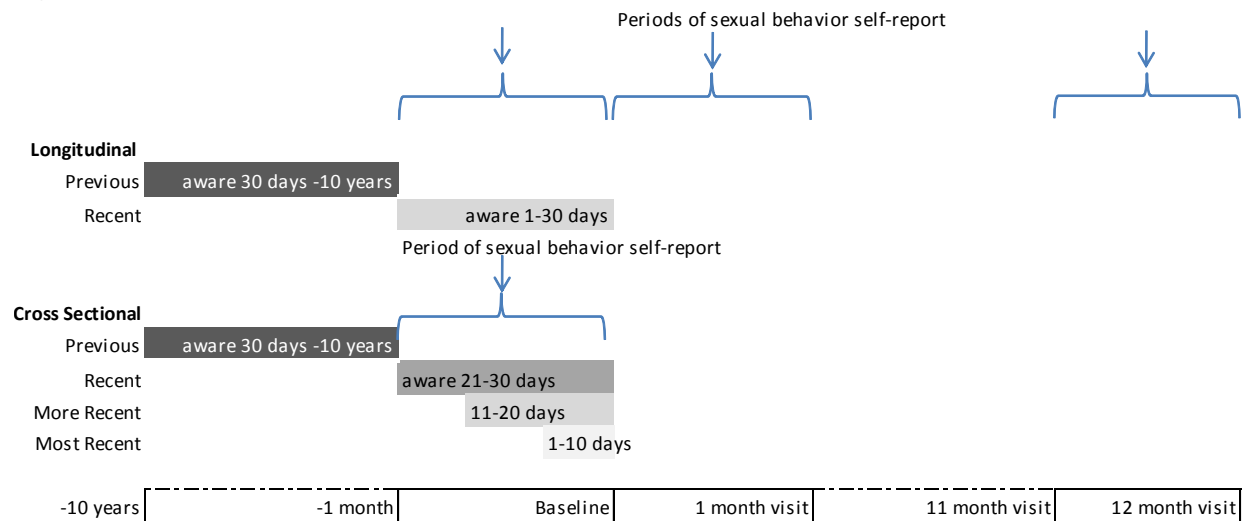 Periods of sexual behavior self-report
Longitudinal
Previous aware 30 days -10 years
Recent aware 1-30 days
Period of sexual behavior self-report
Cross Sectional
Previous aware 30 days -10 years
Recent aware 21-30 days
More Recent 11-20 days
Most Recent 1-10 days
-10 years -1 month Baseline 1 month visit 11 month visit 12 month visit